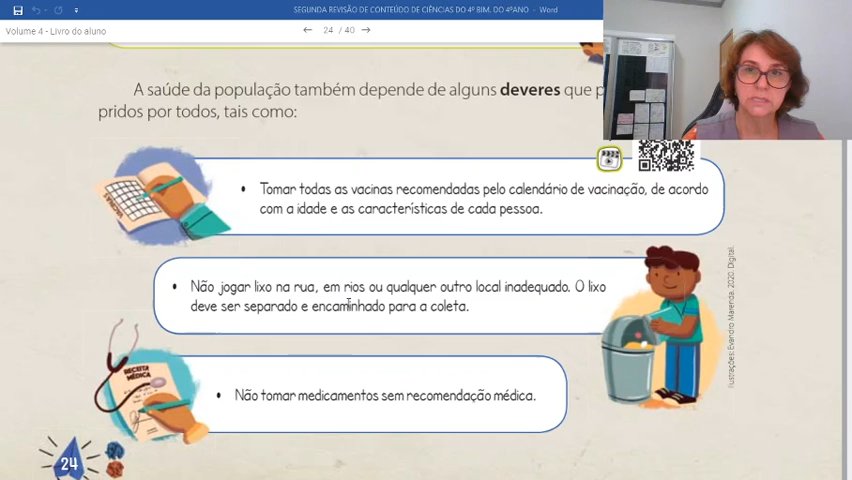 SEGUNDA REVISÃO DE CONTEÚDO DE CIÊNCIAS DO 4º BIM. DO 4ºANO - Word
Volume 4 - Livro do aluno
24 / 40
A saúde da população também depende de alguns deveres que
pridos por todos, tais como:
VACINAS
• Tomar todas as vacinas recomendadas pelo calendário de vacinação, de acordo
com a idade e as características de cada pessoa.
• Não jogar lixo na rua, em rios ou qualquer outro local inadequado. O lixo
deve ser separado e encaminhado para a coleta.
Ilustrações: Evandro Marenda. 2020. Digital.
RECEITA
MÉDICA
• Não tomar medicamentos sem recomendação médica.
24